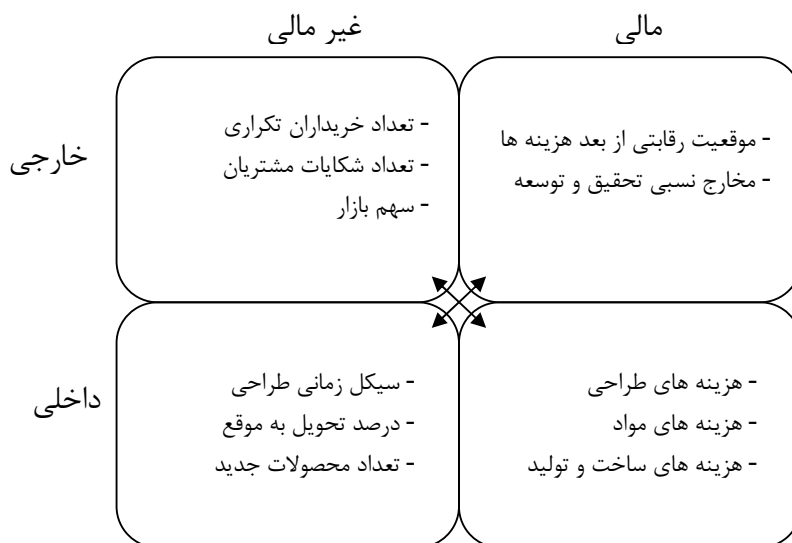 مالی
غیر مالی
خارجی
- موقعیت رقابتی از بعد هزینه ها
- مخارج نسبی تحقیق و توسعه
- تعداد خریداران تکراری
- تعداد شکایات مشتریان
- سهم بازار
داخلی
- هزینه های طراحی
- هزینه های مواد
- هزینه های ساخت و تولید
- سیکل زمانی طراحی
- درصد تحویل به موقع
- تعداد محصولات جدید